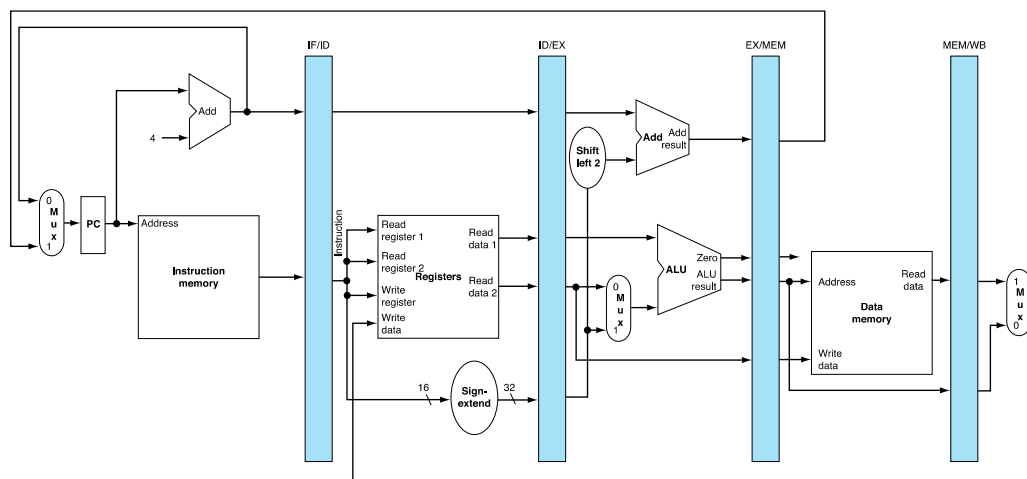 IF/ID
ID/EX
EX/MEM
MEM/WB
Add
4
Shift
left 2
Add
Add
result
0
M
u
x
1
PC
Address
Instruction
memory
Instruction
Read
register 1
Read
register 2
Write
register
Write
data
Registers
Read
data 1
Read
data 2
16
Sign-
extend
32
0
M
u
x
1
ALU
Zero
ALU
result
Address
Write
data
Data
memory
Read
data
1
M
u
x
0